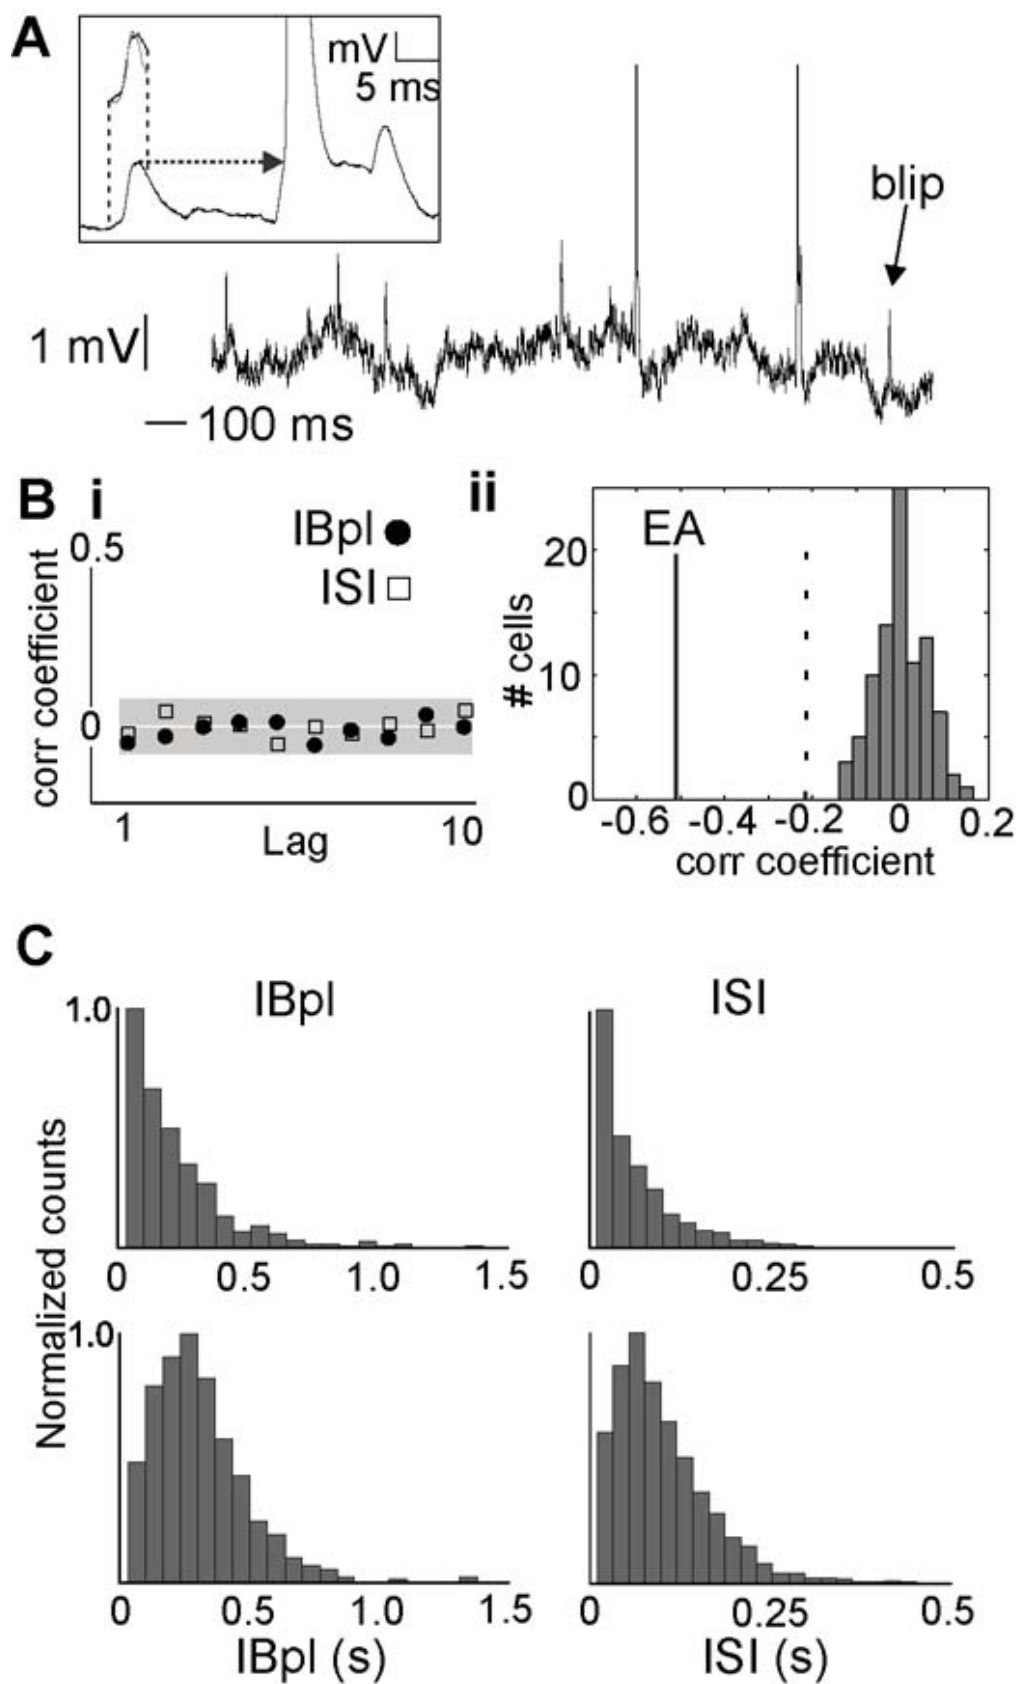 A
mV
5 ms
blip
1 mV
100 ms
B i
ii
IBpl
ISI
0.5
0
corr coefficient
1
10
Lag
EA
20
10
0
# cells
-0.6
-0.4
-0.2
0
0.2
corr coefficient
C
IBpl
ISI
1.0
0
0.5
1.0
1.5
0
0.25
0.5
Normalized counts
1.0
0
0.5
1.0
1.5
0
0.25
0.5
IBpl (s)
ISI (s)